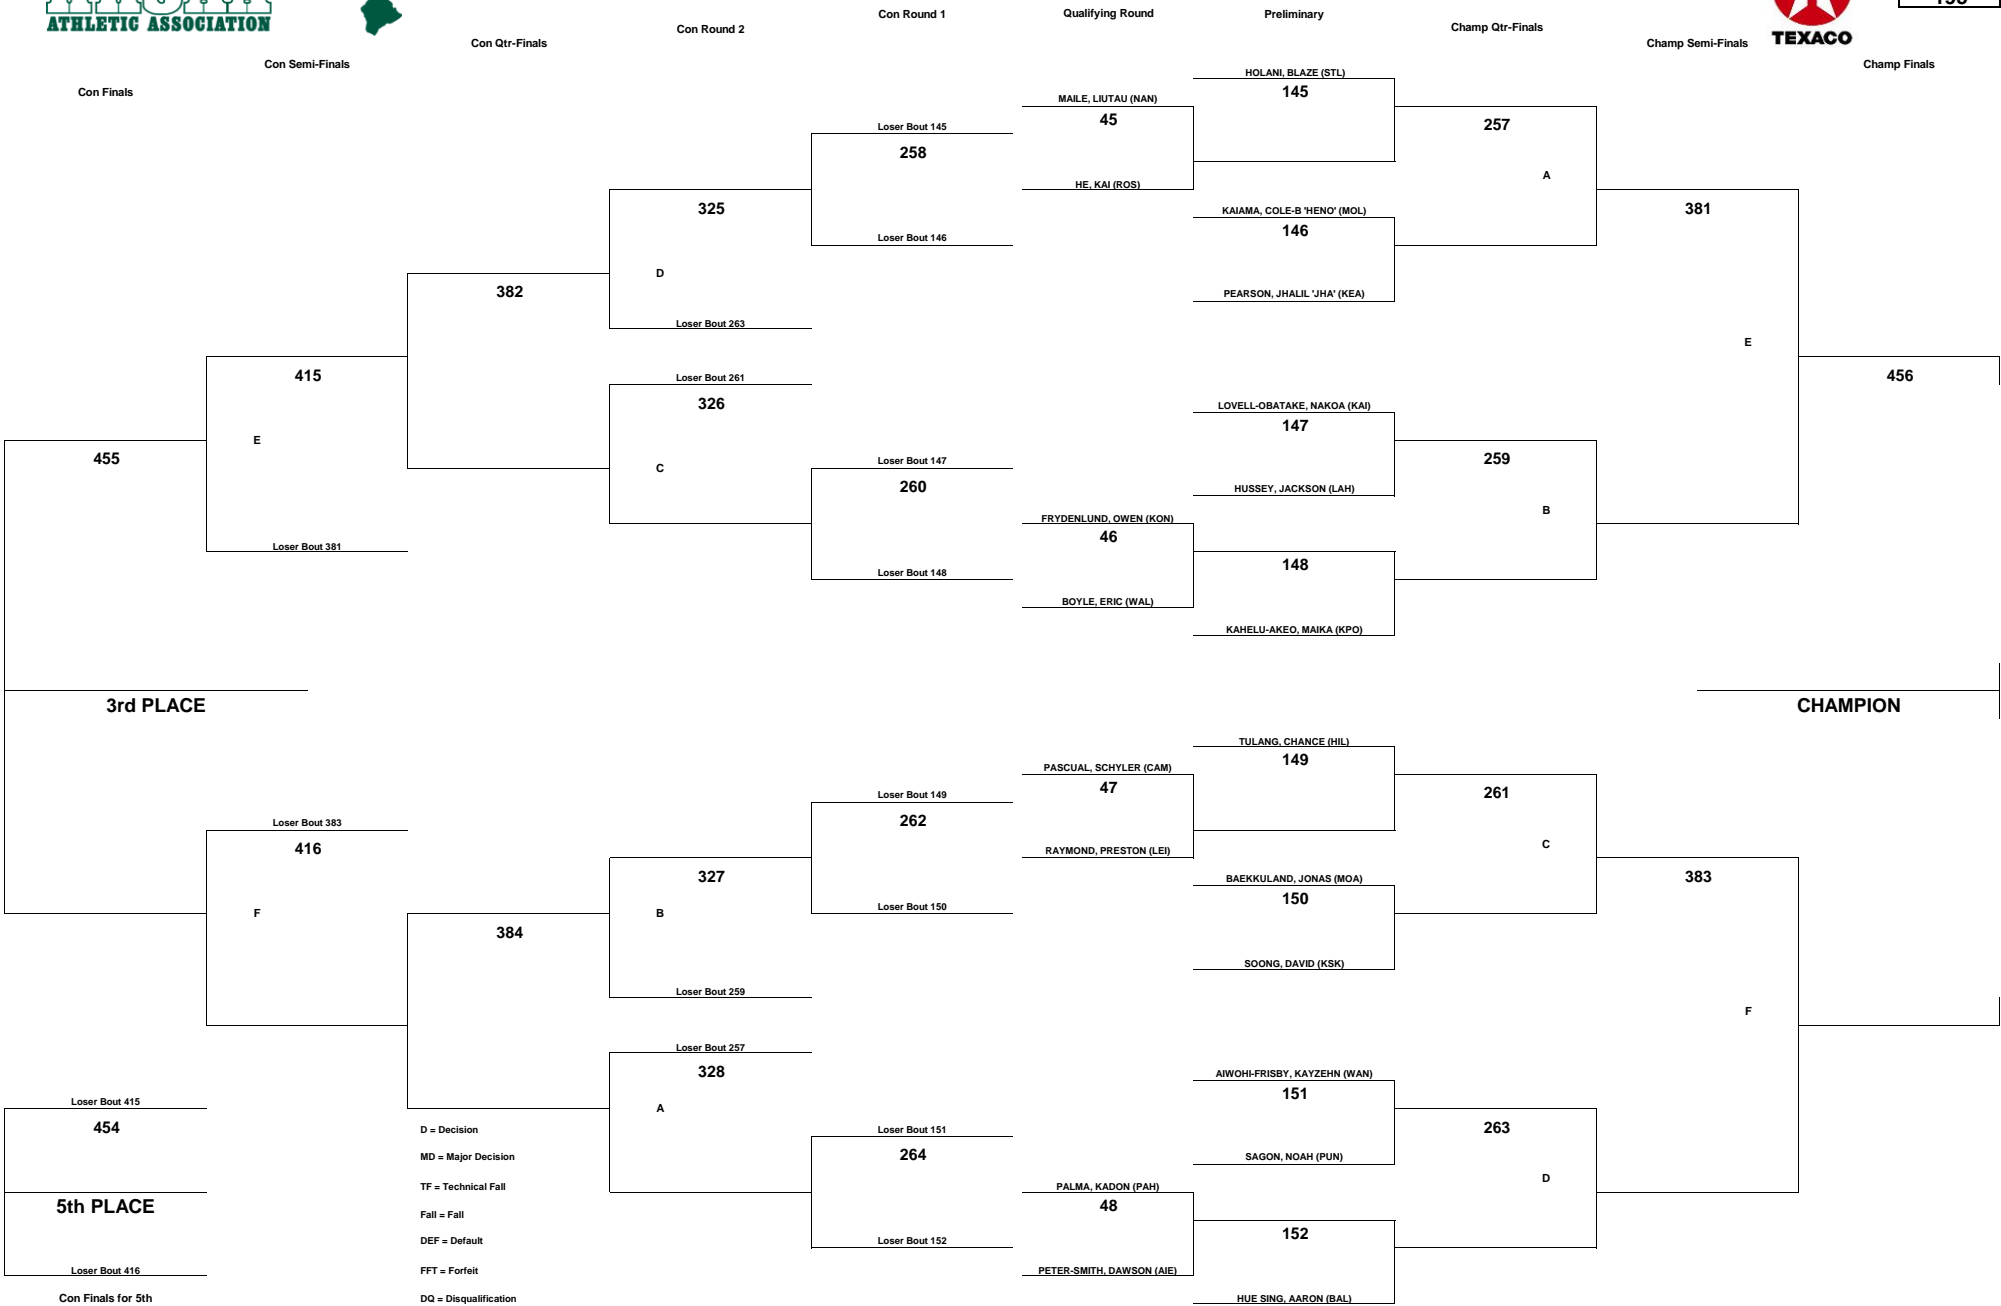 ATHLETIC ASSOCIATION
TEXACO
Con Finals
Con Semi-Finals
Con Qtr-Finals
Con Round 2
Con Round 1
Qualifying Round
Preliminary
Champ Qtr-Finals
Champ Semi-Finals
Champ Finals
HOLANI, BLAZE (STL)
145
MAILE, LIUTAU (NAN)
45
HE, KAI (ROS)
257
A
Loser Bout 145
258
Loser Bout 146
KAIAMA, COLE-B 'HENO' (MOL)
146
PEARSON, JHALIL 'JHA' (KEA)
325
D
Loser Bout 263
381
E
382
Loser Bout 261
326
C
415
E
Loser Bout 381
456
LOVELL-OBATAKE, NAKOA (KAI)
147
HUSSEY, JACKSON (LAH)
259
B
455
Loser Bout 147
260
Loser Bout 148
FRYDENLUND, OWEN (KON)
46
BOYLE, ERIC (WAL)
148
KAHELU-AKEO, MAIKA (KPO)
3rd PLACE
CHAMPION
TULANG, CHANCE (HIL)
149
PASCUAL, SCHYLER (CAM)
47
RAYMOND, PRESTON (LEI)
261
C
Loser Bout 149
262
Loser Bout 150
Loser Bout 383
416
F
327
B
Loser Bout 259
BAEKKULAND, JONAS (MOA)
150
SOONG, DAVID (KSK)
383
F
384
Loser Bout 257
328
A
AIWOHI-FRISBY, KAYZEHN (WAN)
151
SAGON, NOAH (PUN)
263
D
Loser Bout 151
264
Loser Bout 152
PALMA, KADON (PAH)
48
PETER-SMITH, DAWSON (AIE)
152
HUE SING, AARON (BAL)
Loser Bout 415
454
5th PLACE
Loser Bout 416
Con Finals for 5th
D = Decision
MD = Major Decision
TF = Technical Fall
Fall = Fall
DEF = Default
FFT = Forfeit
DQ = Disqualification